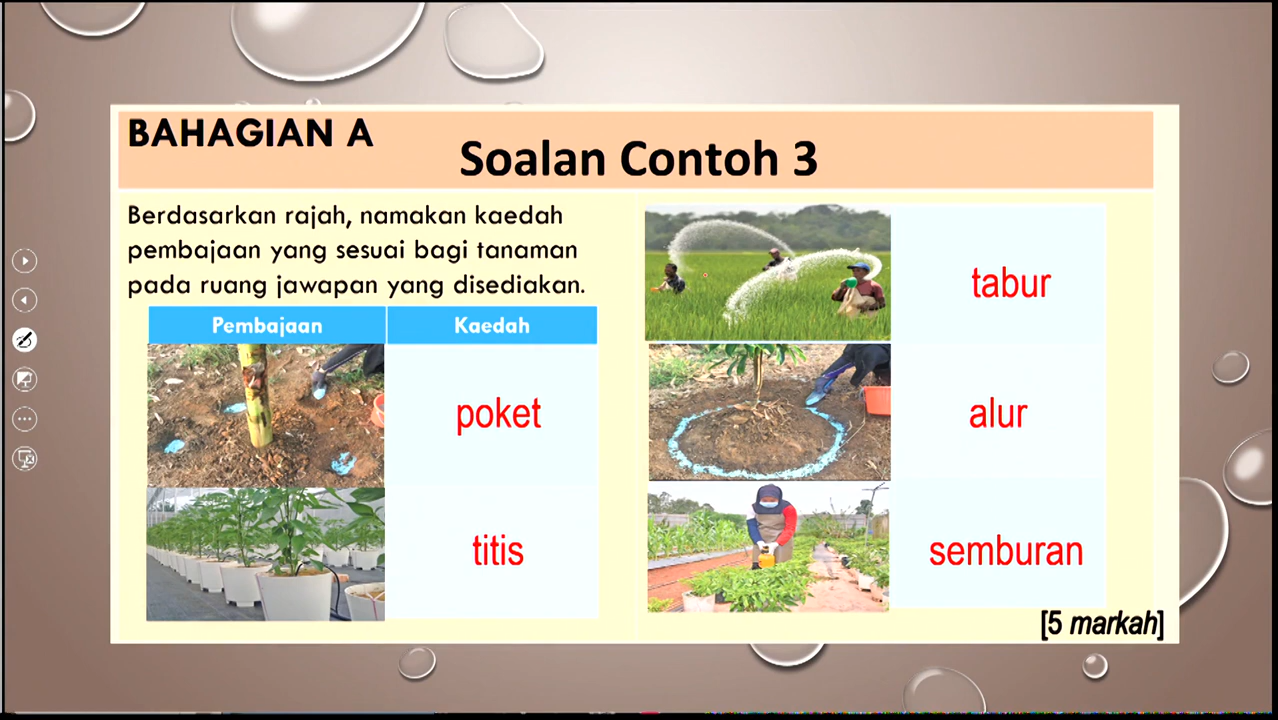 BAHAGIAN A
Soalan Contoh 3
Berdasarkan rajah, namakan kaedah
pembajaan yang sesuai bagi tanaman
pada ruang jawapan yang disediakan.
Pembajaan Kaedah
poket
titis
tabur
alur
semburan
[5 markah]